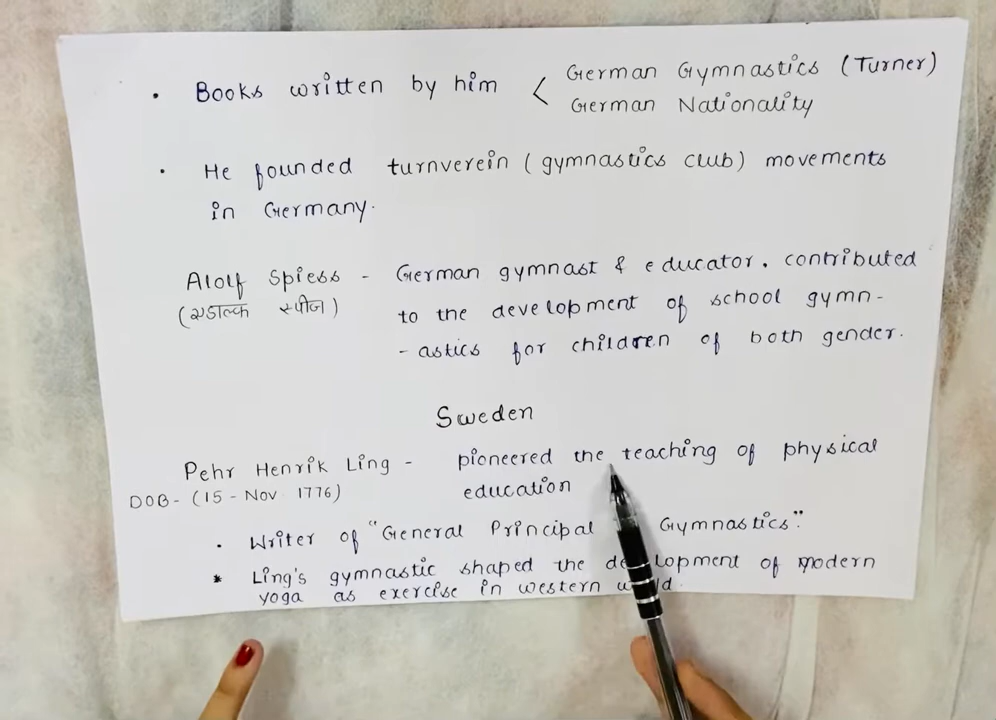 • Books written by him < German Gymnastics (Turner)
German Nationality
• He founded turnverein (gymnastics club) movements
in Germany.
Alolf Spiess - German gymnast & educator, contributed
(एडाल्फ स्पीज) to the development of school gymn-
-astics for children of both gender.
Sweden
Pehr Henrik Ling - pioneered the teaching of physical
DOB- (15-Nov 1776) education
• Writer of "General Principal Gymnastics".
* Ling's gymnastic shaped the of modern
yoga as exercise in western